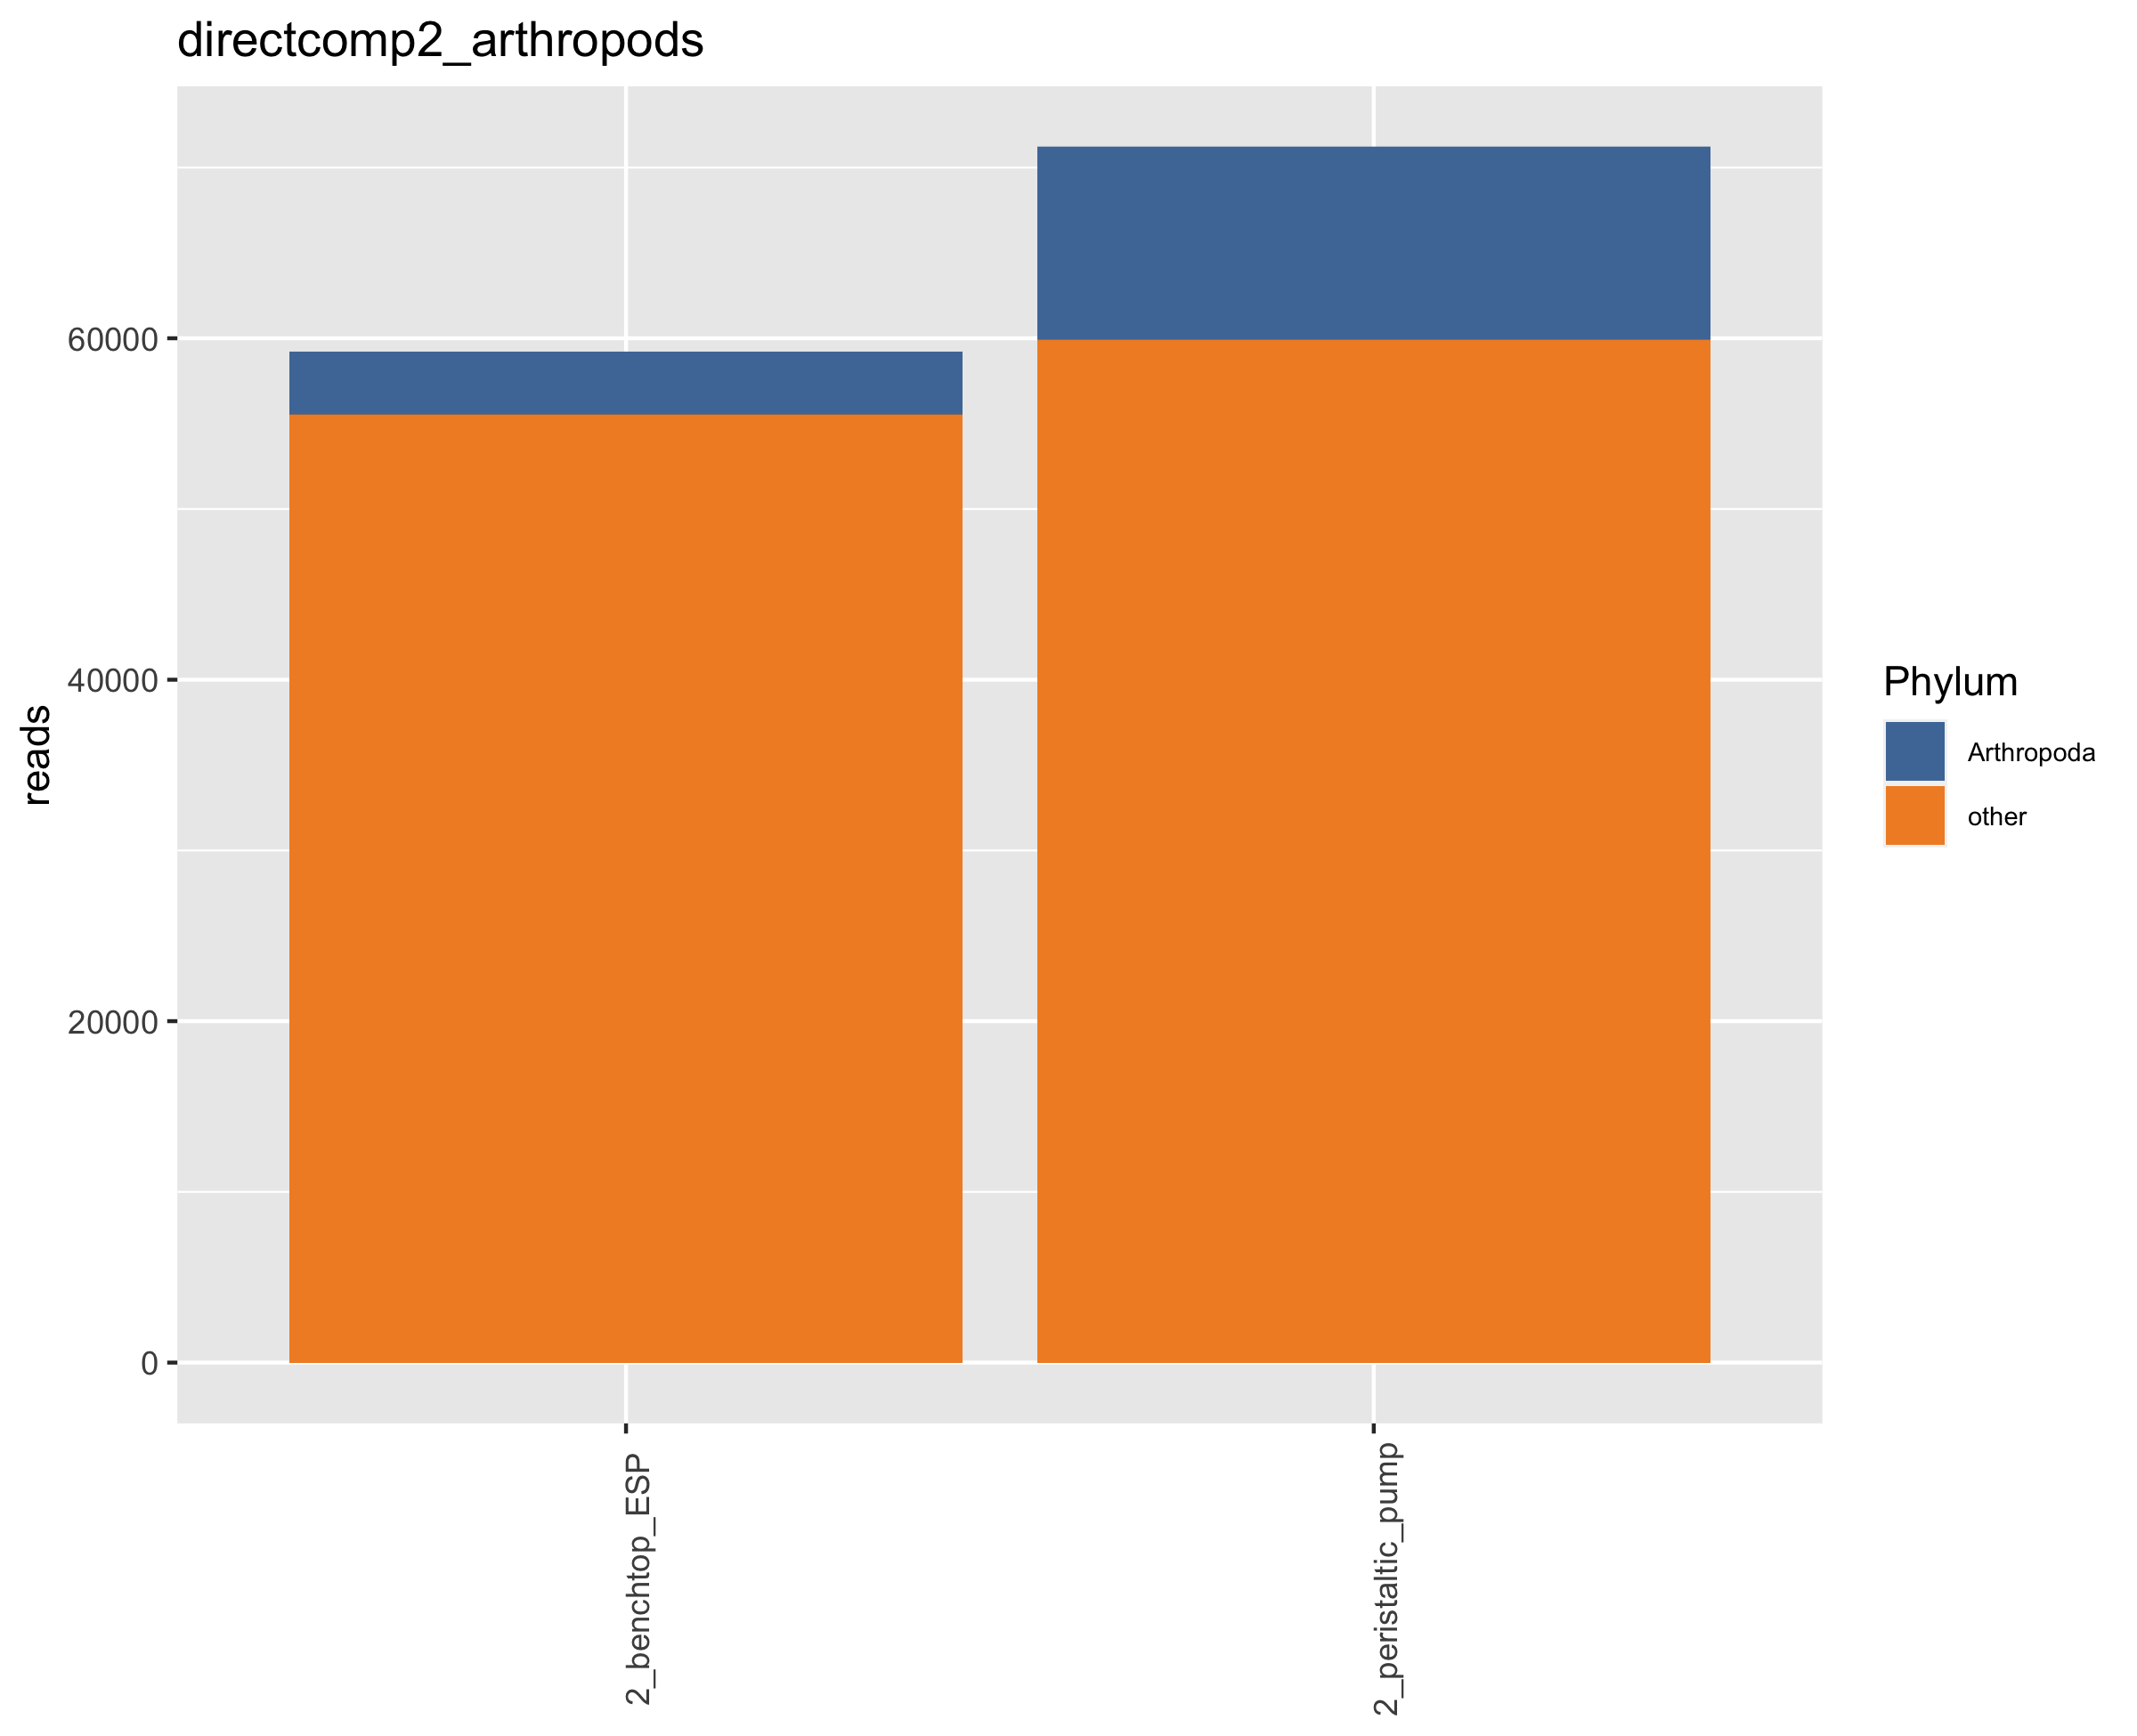 directcomp2_arthropods
reads
60000
40000
20000
0
2_benchtop_ESP
2_peristaltic_pump
Phylum
Arthropoda
other